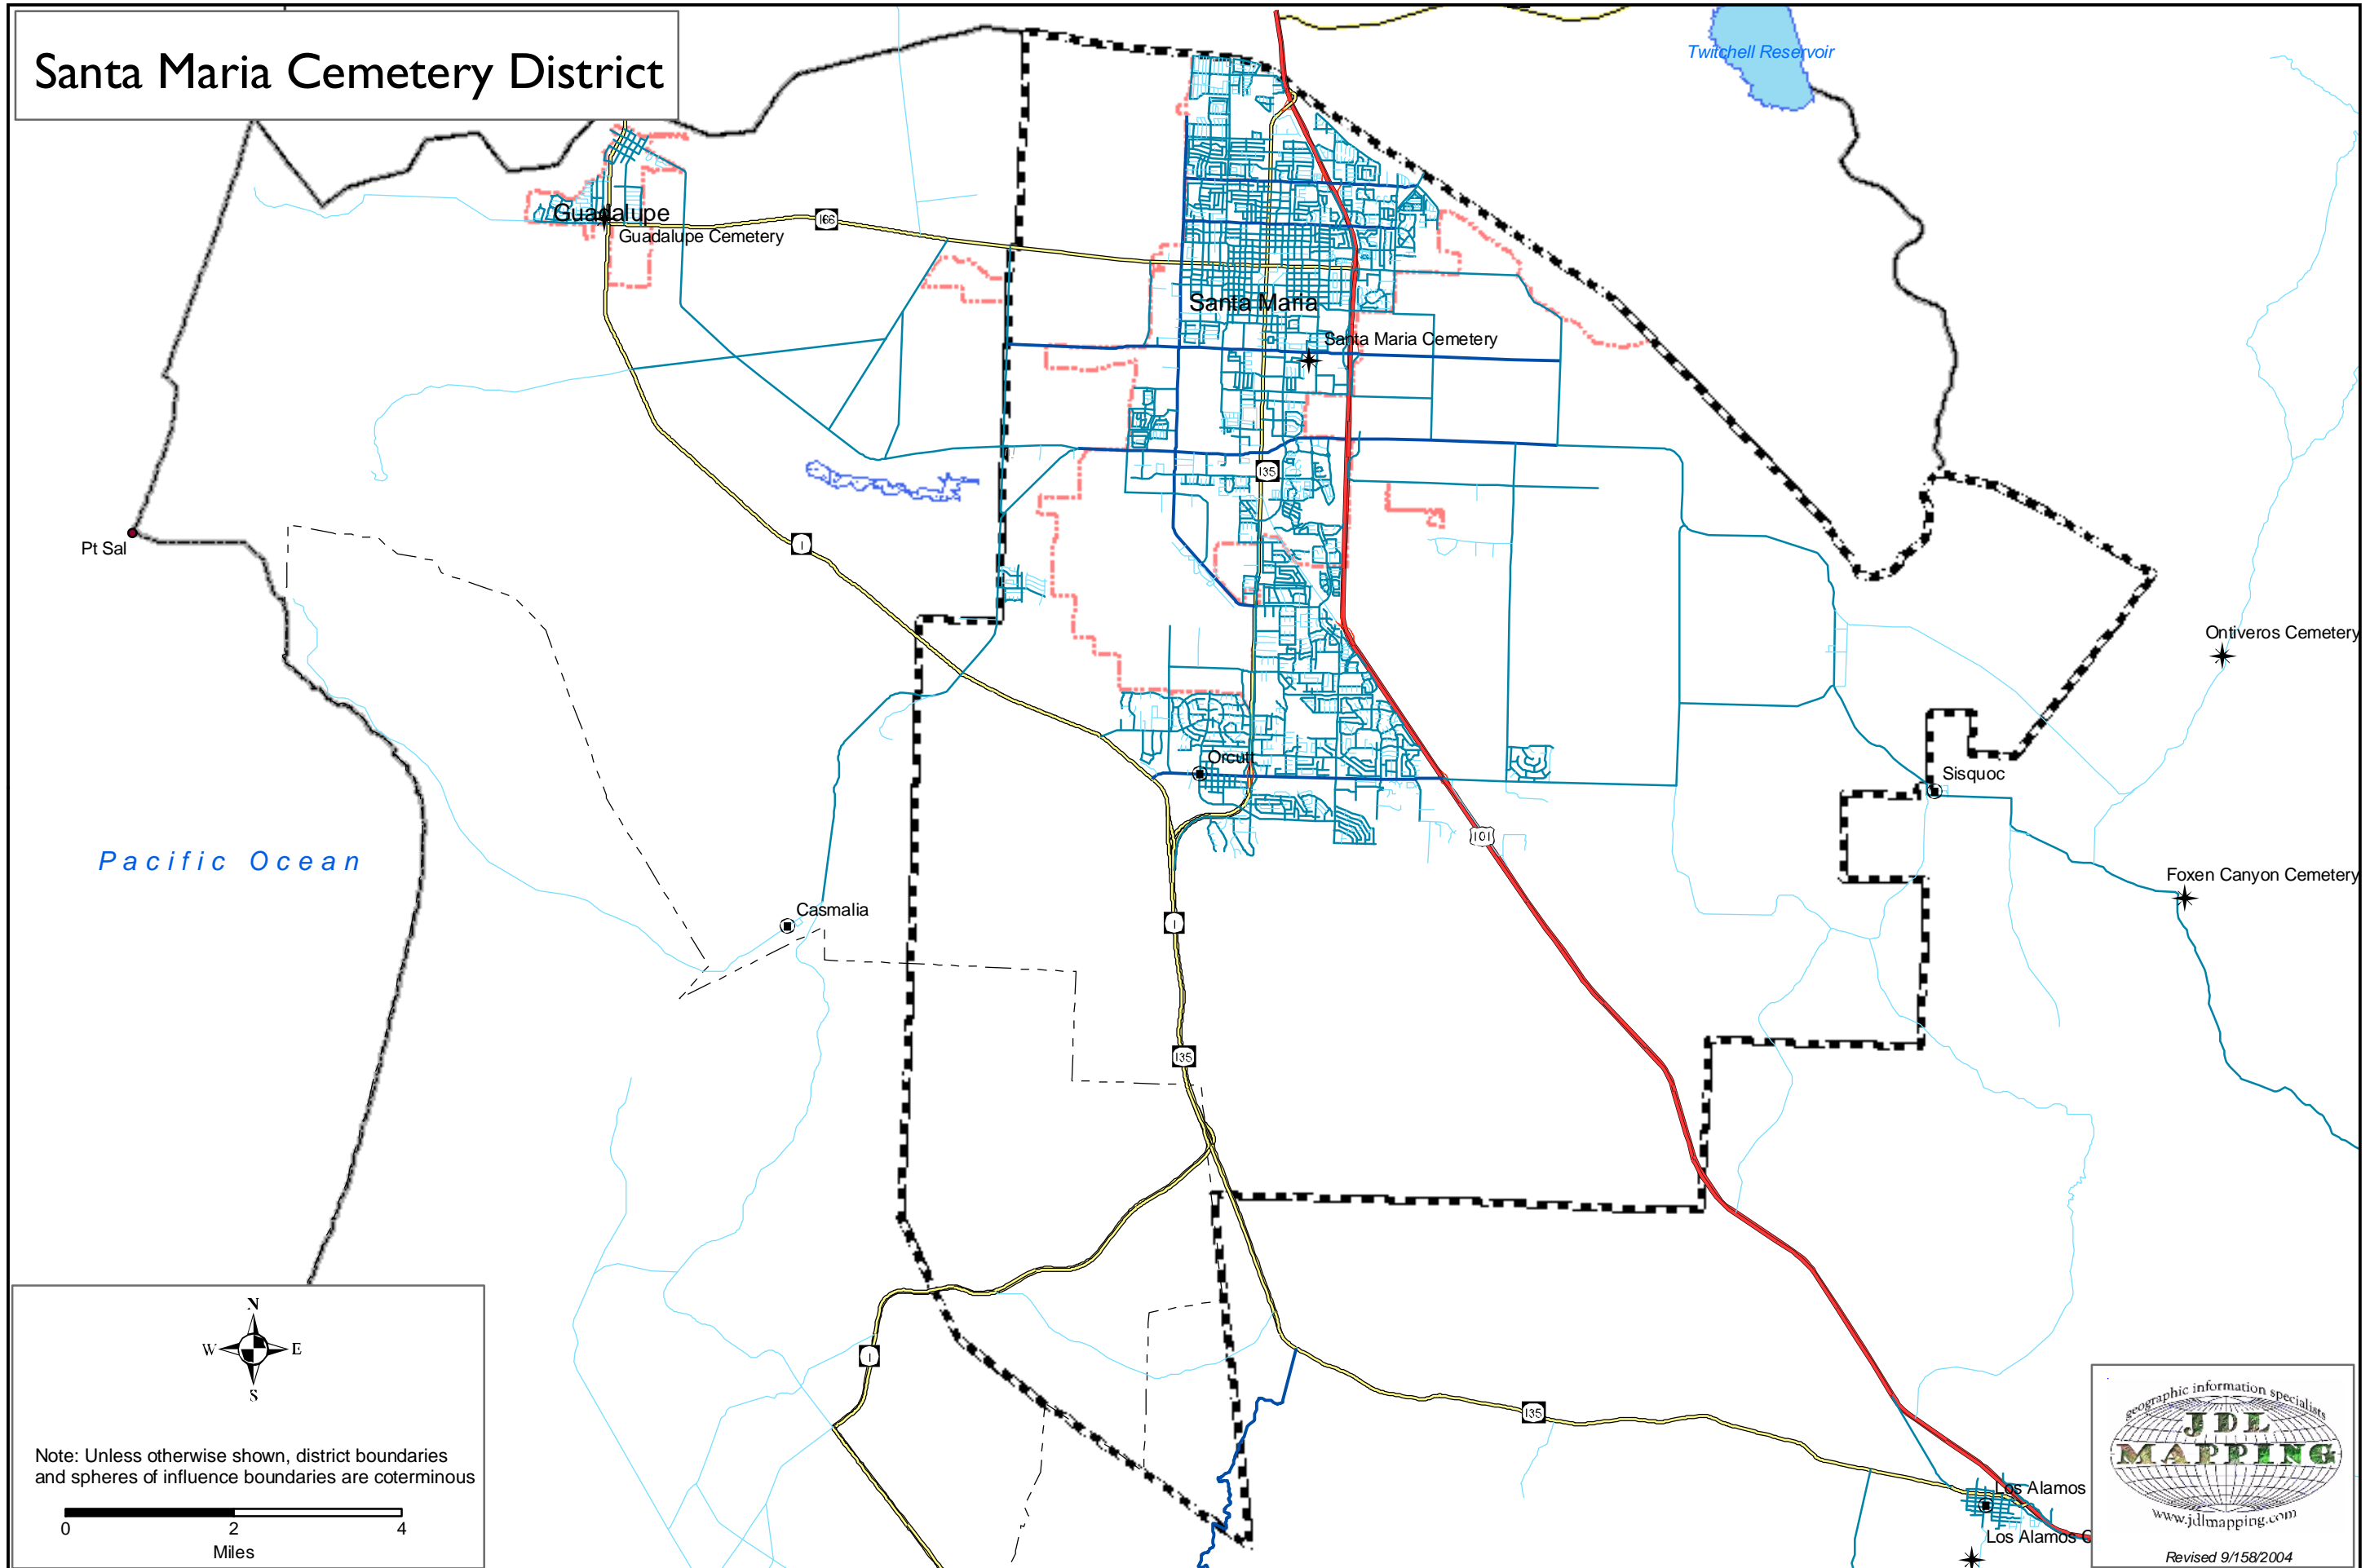 Santa Maria Cemetery District
Twitchell Reservoir
Guadalupe
166
Guadalupe Cemetery
Santa Maria
Santa Maria Cemetery
135
1
Pt Sal
Ontiveros Cemetery
Orcutt
Sisquoc
101
Pacific Ocean
Foxen Canyon Cemetery
Casmalia
1
135
N
W E
S
1
135
Note: Unless otherwise shown, district boundaries
and spheres of influence boundaries are coterminous
0 2 4
Miles
Los Alamos
Los Alamos C
geographic information specialists
JDL
MAPPING
www.jdlmapping.com
Revised 9/158/2004